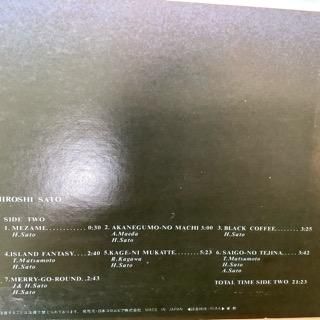 HIROSHI SATO
SIDE TWO
1. MEZAME............ 0:30 2. AKANEGUMO-NO MACHI 3:00 3. BLACK COFFEE........ 3:25
H.Sato A.Maeda H.Sato
H.Sato
4.ISLAND FANTASY....2:40 5.KAGE-NI MUKATTE......5:23 6. SAIGO-NO TEJINA....3:42
T.Matsumoto R.Kagawa T.Matsumoto
H.Sato H.Sato A.Sato
7.MERRY-GO-ROUND.2:43
J& H.Sato TOTAL TIME SIDE TWO 21:23
H.Sato
MADE IN JAPAN